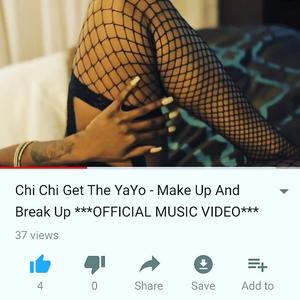 Chi Chi Get The YaYo - Make Up And
Break Up ***OFFICIAL MUSIC VIDEO***
37 views
4 0 Share Save Add to